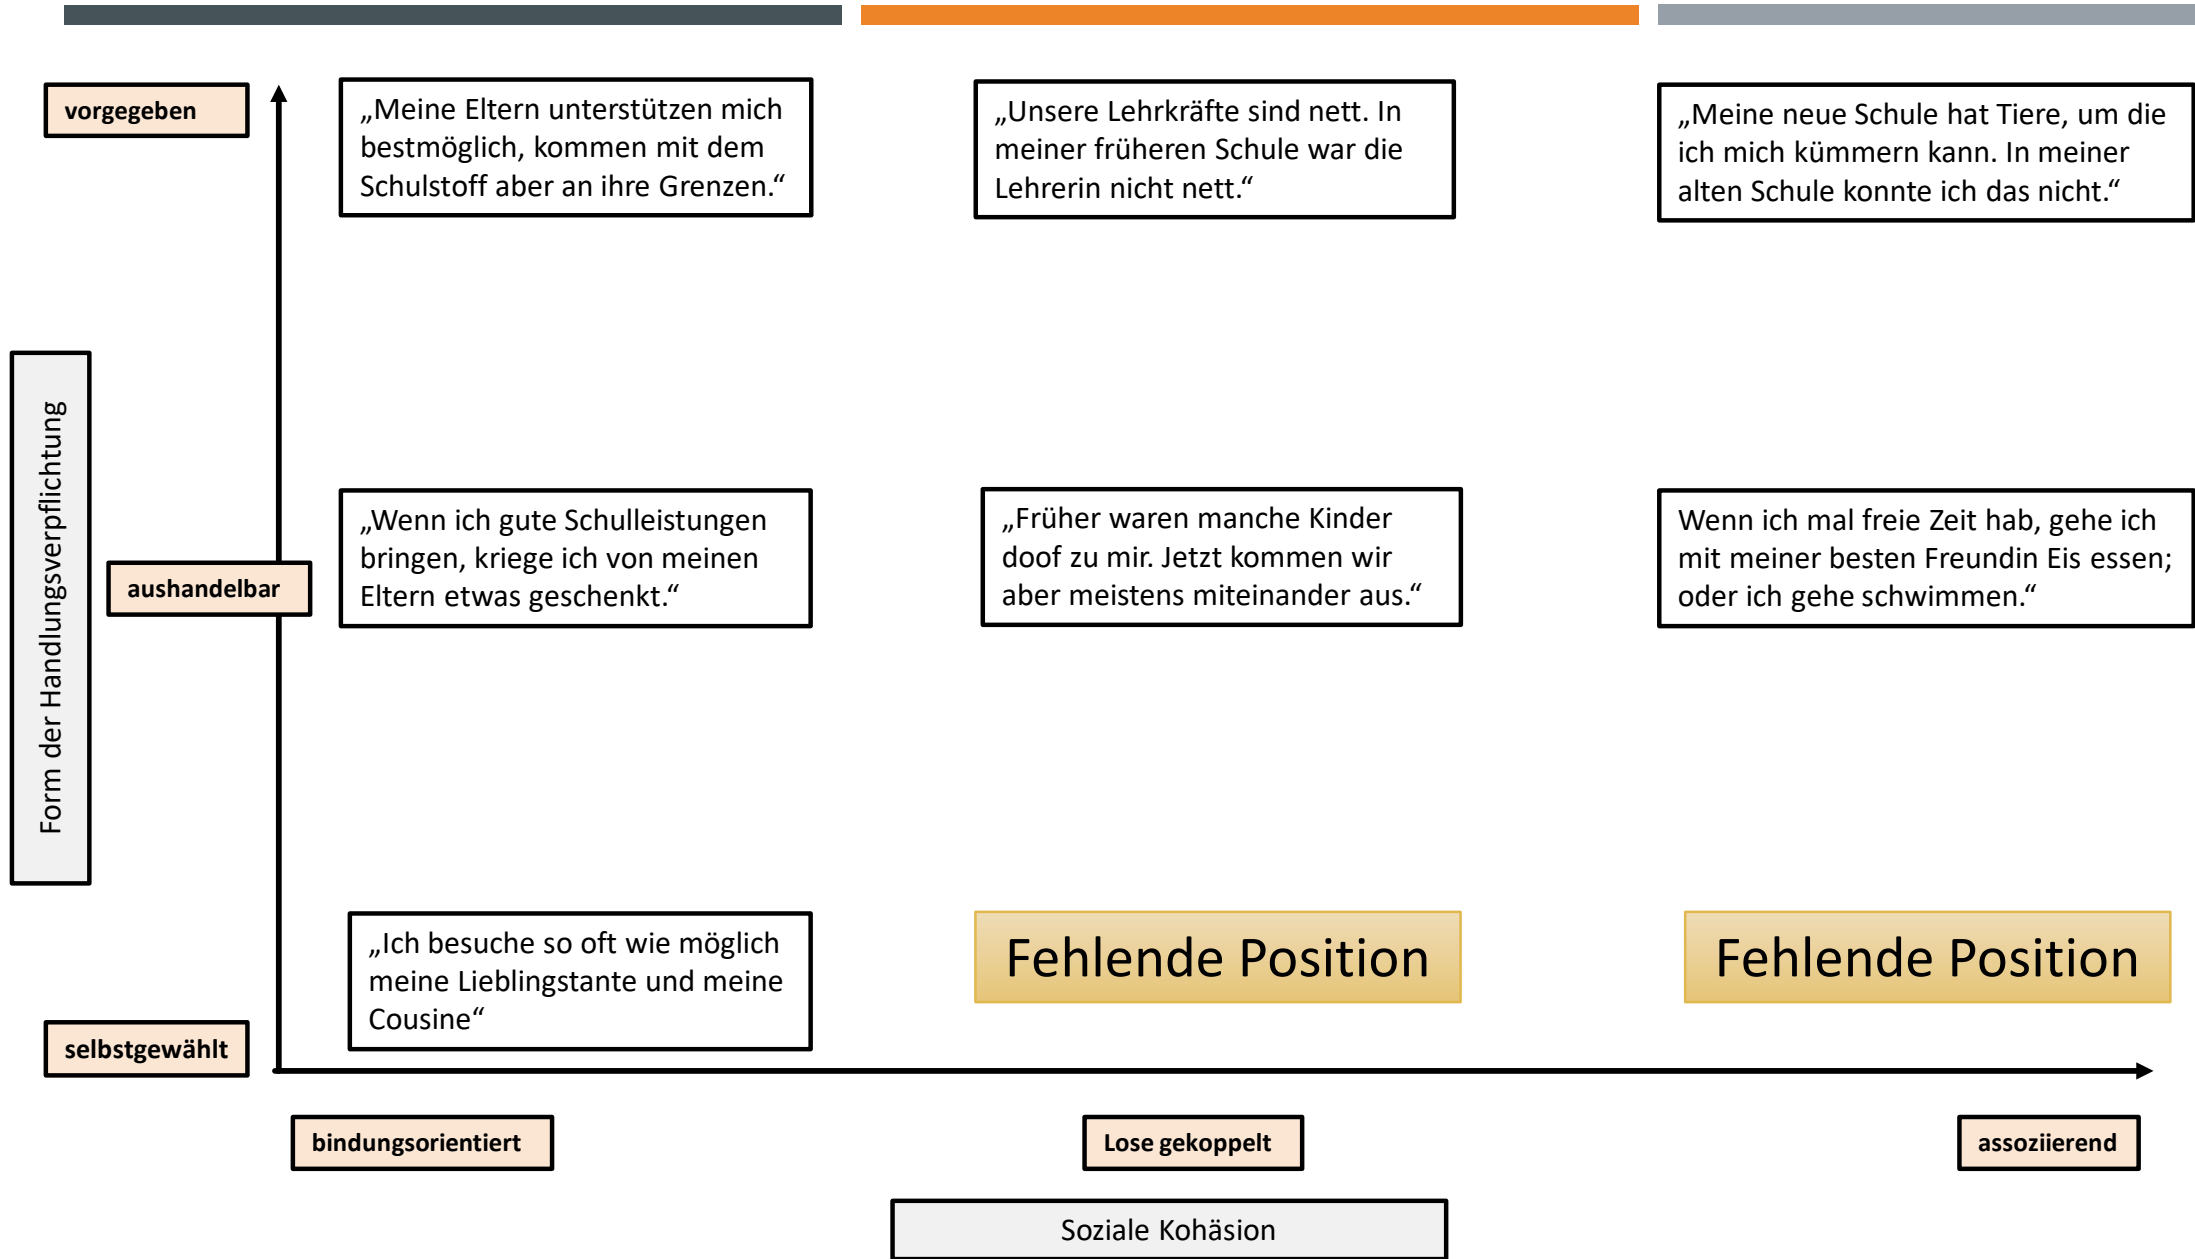 vorgegeben
„Meine Eltern unterstützen mich
bestmöglich, kommen mit dem
Schulstoff aber an ihre Grenzen.“
„Unsere Lehrkräfte sind nett. In
meiner früheren Schule war die
Lehrerin nicht nett.“
„Meine neue Schule hat Tiere, um die
ich mich kümmern kann. In meiner
alten Schule konnte ich das nicht.“
Form der Handlungsverpflichtung
aushandelbar
„Wenn ich gute Schulleistungen
bringen, kriege ich von meinen
Eltern etwas geschenkt.“
„Früher waren manche Kinder
doof zu mir. Jetzt kommen wir
aber meistens miteinander aus.“
Wenn ich mal freie Zeit hab, gehe ich
mit meiner besten Freundin Eis essen;
oder ich gehe schwimmen.“
selbstgewählt
„Ich besuche so oft wie möglich
meine Lieblingstante und meine
Cousine“
Fehlende Position
Fehlende Position
bindungsorientiert
Lose gekoppelt
assoziierend
Soziale Kohäsion